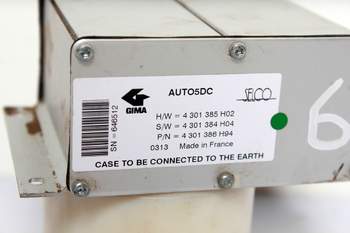 AUTO5DC
SELCO
GIMA
H/W = 4 301 385 H02
S/W = 4 301 384 H04
P/N = 4 301 386 H94
0313 Made in France
SN = 646512
CASE TO BE CONNECTED TO THE EARTH
6